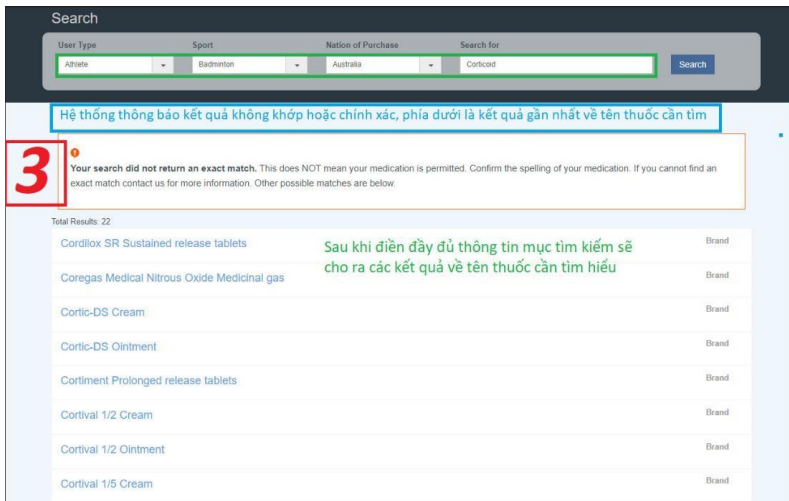 Search
User Type Sport Nation of Purchase Search for
Athlete Badminton Australia Corticoid Search
Hệ thống thông báo kết quả không khớp hoặc chính xác, phía dưới là kết quả gần nhất về tên thuốc cần tìm
3
Your search did not return an exact match. This does NOT mean your medication is permitted. Confirm the spelling of your medication. If you cannot find an
exact match contact us for more information. Other possible matches are below.
Total Results: 22
Cordilox SR Sustained release tablets Brand
Sau khi điền đầy đủ thông tin mục tìm kiếm sẽ
cho ra các kết quả về tên thuốc cần tìm hiểu
Coregas Medical Nitrous Oxide Medicinal gas Brand
Cortic-DS Cream Brand
Cortic-DS Ointment Brand
Cortiment Prolonged release tablets Brand
Cortival 1/2 Cream Brand
Cortival 1/2 Ointment Brand
Cortival 1/5 Cream Brand